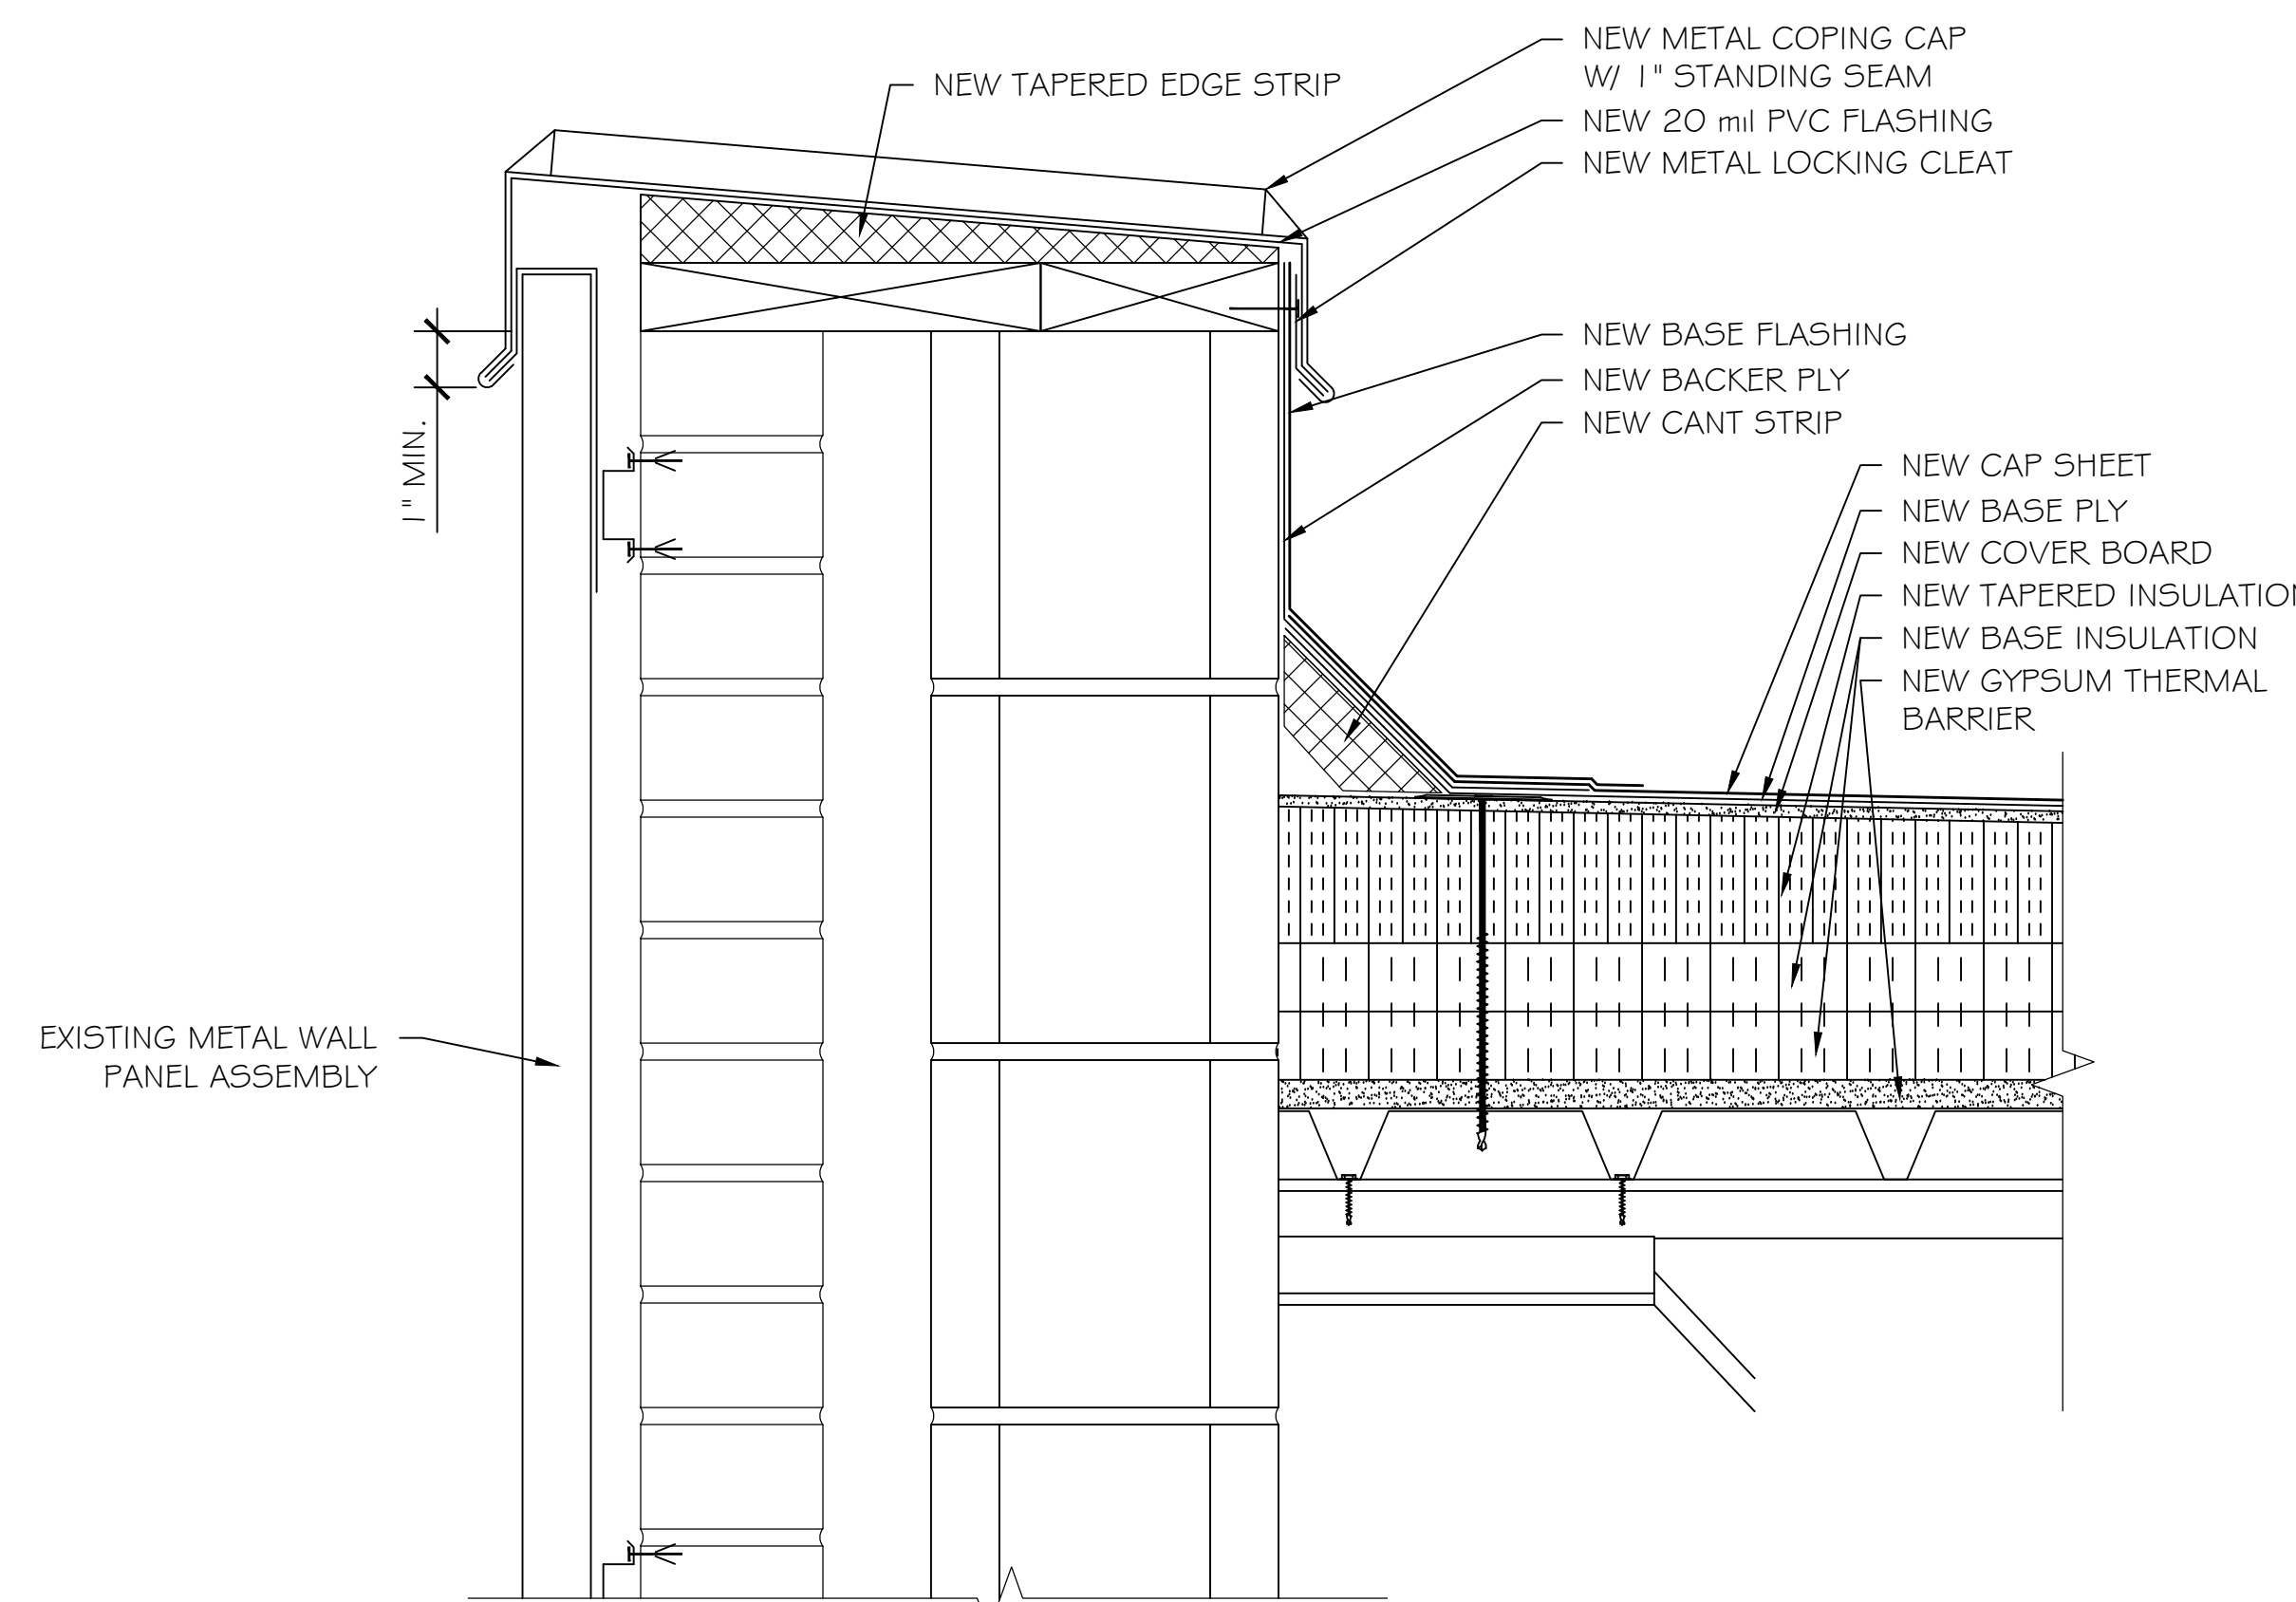 NEW METAL COPING CAP
W/ 1" STANDING SEAM
NEW TAPERED EDGE STRIP
NEW 20 mil PVC FLASHING
NEW METAL LOCKING CLEAT
NEW BASE FLASHING
NEW BACKER PLY
NEW CANT STRIP
1" MIN.
NEW CAP SHEET
NEW BASE PLY
NEW COVER BOARD
NEW TAPERED INSULATION
NEW BASE INSULATION
NEW GYPSUM THERMAL
BARRIER
EXISTING METAL WALL
PANEL ASSEMBLY